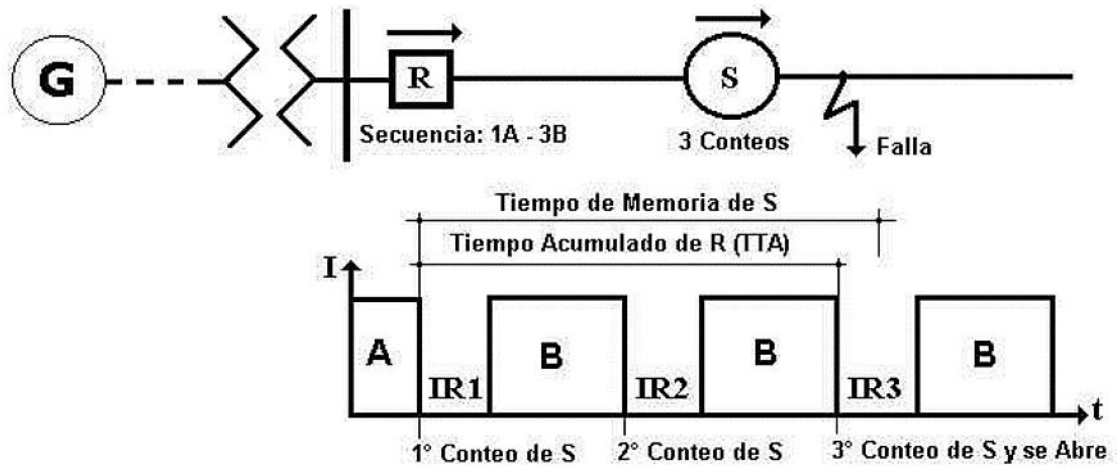 G
R
S
Secuencia: 1A - 3B
3 Conteos
Falla
Tiempo de Memoria de S
Tiempo Acumulado de R (TTA)
I
A
IR1
B
IR2
B
IR3
B
t
1° Conteo de S
2° Conteo de S
3° Conteo de S y se Abre